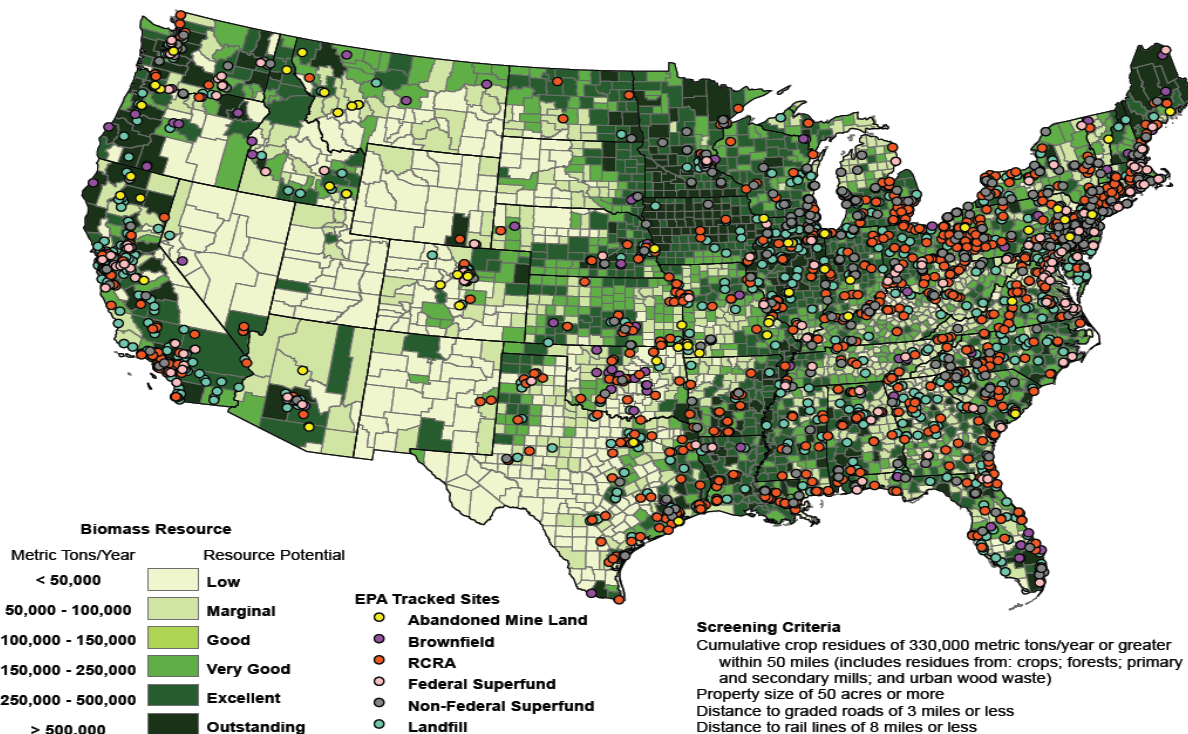 Biomass Resource
Metric Tons/Year Resource Potential
< 50,000 Low
50,000 - 100,000 Marginal
100,000 - 150,000 Good
150,000 - 250,000 Very Good
250,000 - 500,000 Excellent
> 500,000 Outstanding
EPA Tracked Sites
Abandoned Mine Land
Brownfield
RCRA
Federal Superfund
Non-Federal Superfund
Landfill
Screening Criteria
Cumulative crop residues of 330,000 metric tons/year or greater
within 50 miles (includes residues from: crops; forests; primary
and secondary mills; and urban wood waste)
Property size of 50 acres or more
Distance to graded roads of 3 miles or less
Distance to rail lines of 8 miles or less